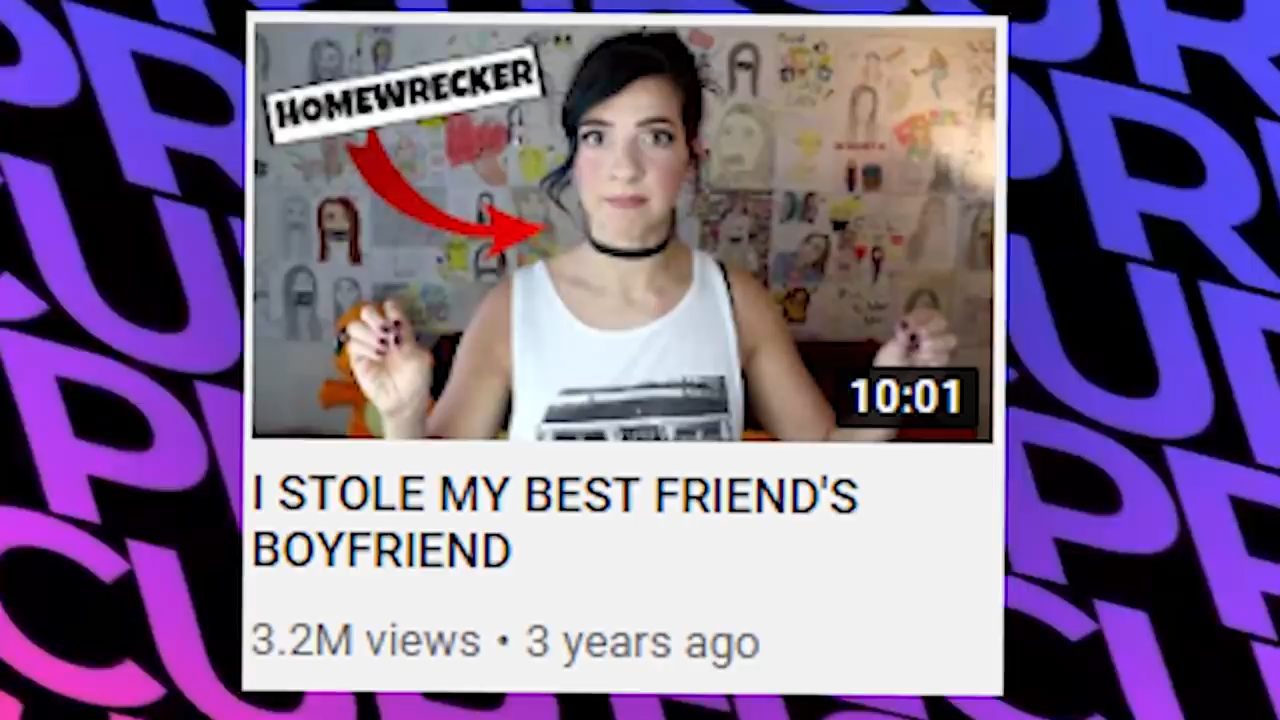 HOMEWRECKER
10:01
I STOLE MY BEST FRIEND'S
BOYFRIEND
3.2M views • 3 years ago